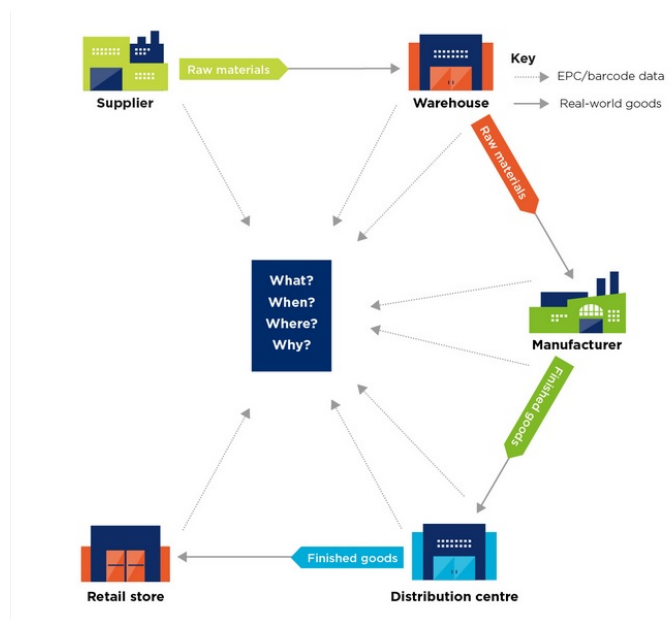 Raw materials
Supplier
Warehouse
Key
EPC/barcode data
Real-world goods
Raw materials
What?
When?
Where?
Why?
Manufacturer
Finished goods
Finished goods
Retail store
Distribution centre